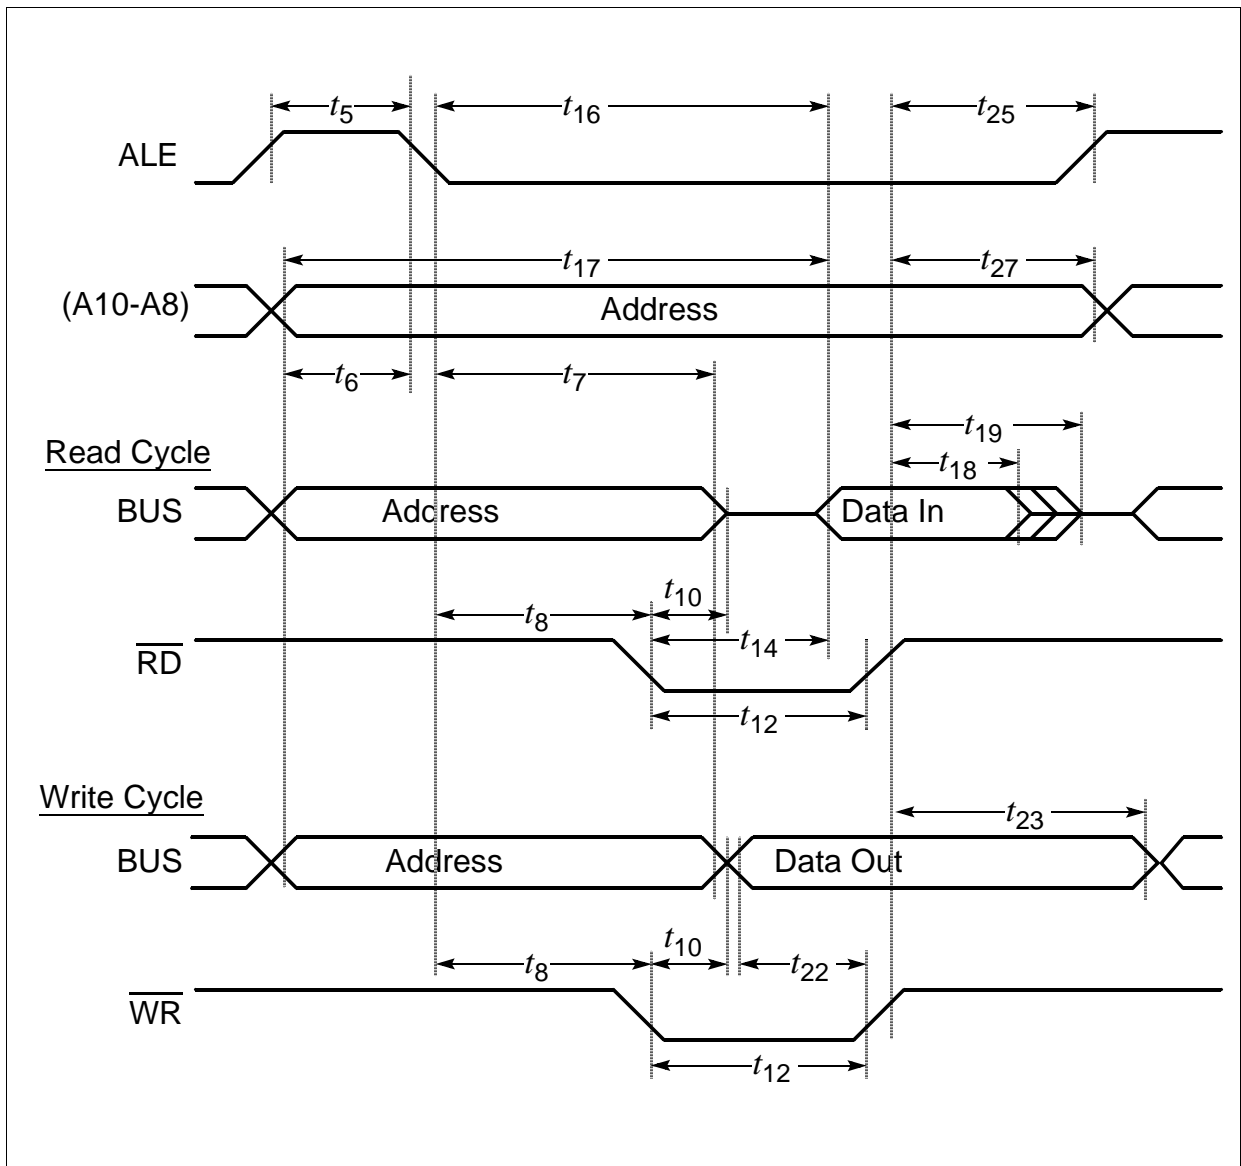 t5 t16 t25
ALE
t17 t27
(A10-A8) Address
t6 t7
t19
Read Cycle t18
BUS Address Data In
t10
t8
t14
RD
t12
Write Cycle t23
BUS Address Data Out
t10
t8 t22
WR
t12